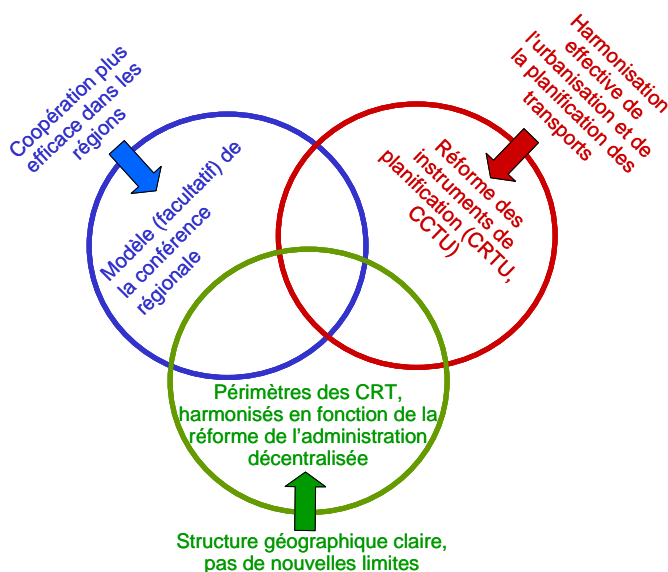 Coopération plus
efficace dans les
régions
Harmonisation
effective de
l'urbanisation et de
la planification des
transports
Modèle (facultatif) de
la conférence
régionale
Réforme des
instruments de
planification (CRTU,
CCTU)
Périmètres des CRT,
harmonisés en fonction de la
réforme de l'administration
décentralisée
Structure géographique claire,
pas de nouvelles limites